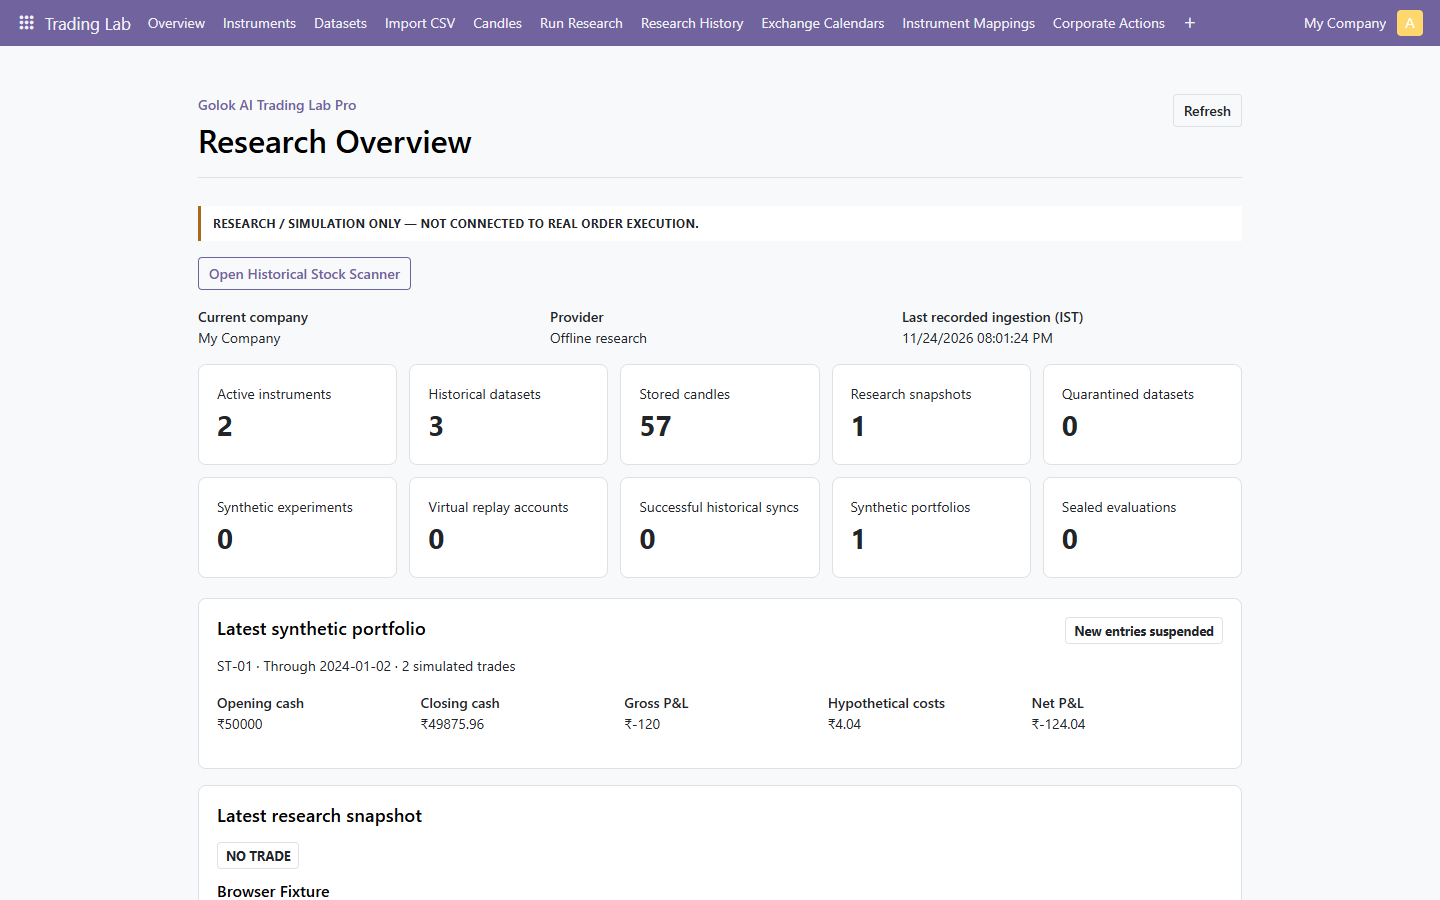 Trading Lab Overview Instruments Datasets Import CSV Candles Run Research Research History Exchange Calendars Instrument Mappings Corporate Actions + My Company A
Golok AI Trading Lab Pro
Refresh
Research Overview
RESEARCH / SIMULATION ONLY — NOT CONNECTED TO REAL ORDER EXECUTION.
Open Historical Stock Scanner
Current company Provider Last recorded ingestion (IST)
My Company Offline research 11/24/2026 08:01:24 PM
Active instruments Historical datasets Stored candles Research snapshots Quarantined datasets
2 3 57 1 0
Synthetic experiments Virtual replay accounts Successful historical syncs Synthetic portfolios Sealed evaluations
0 0 0 1 0
Latest synthetic portfolio New entries suspended
ST-01 · Through 2024-01-02 · 2 simulated trades
Opening cash Closing cash Gross P&L Hypothetical costs Net P&L
₹50000 ₹49875.96 ₹-120 ₹4.04 ₹-124.04
Latest research snapshot
NO TRADE
Browser Fixture